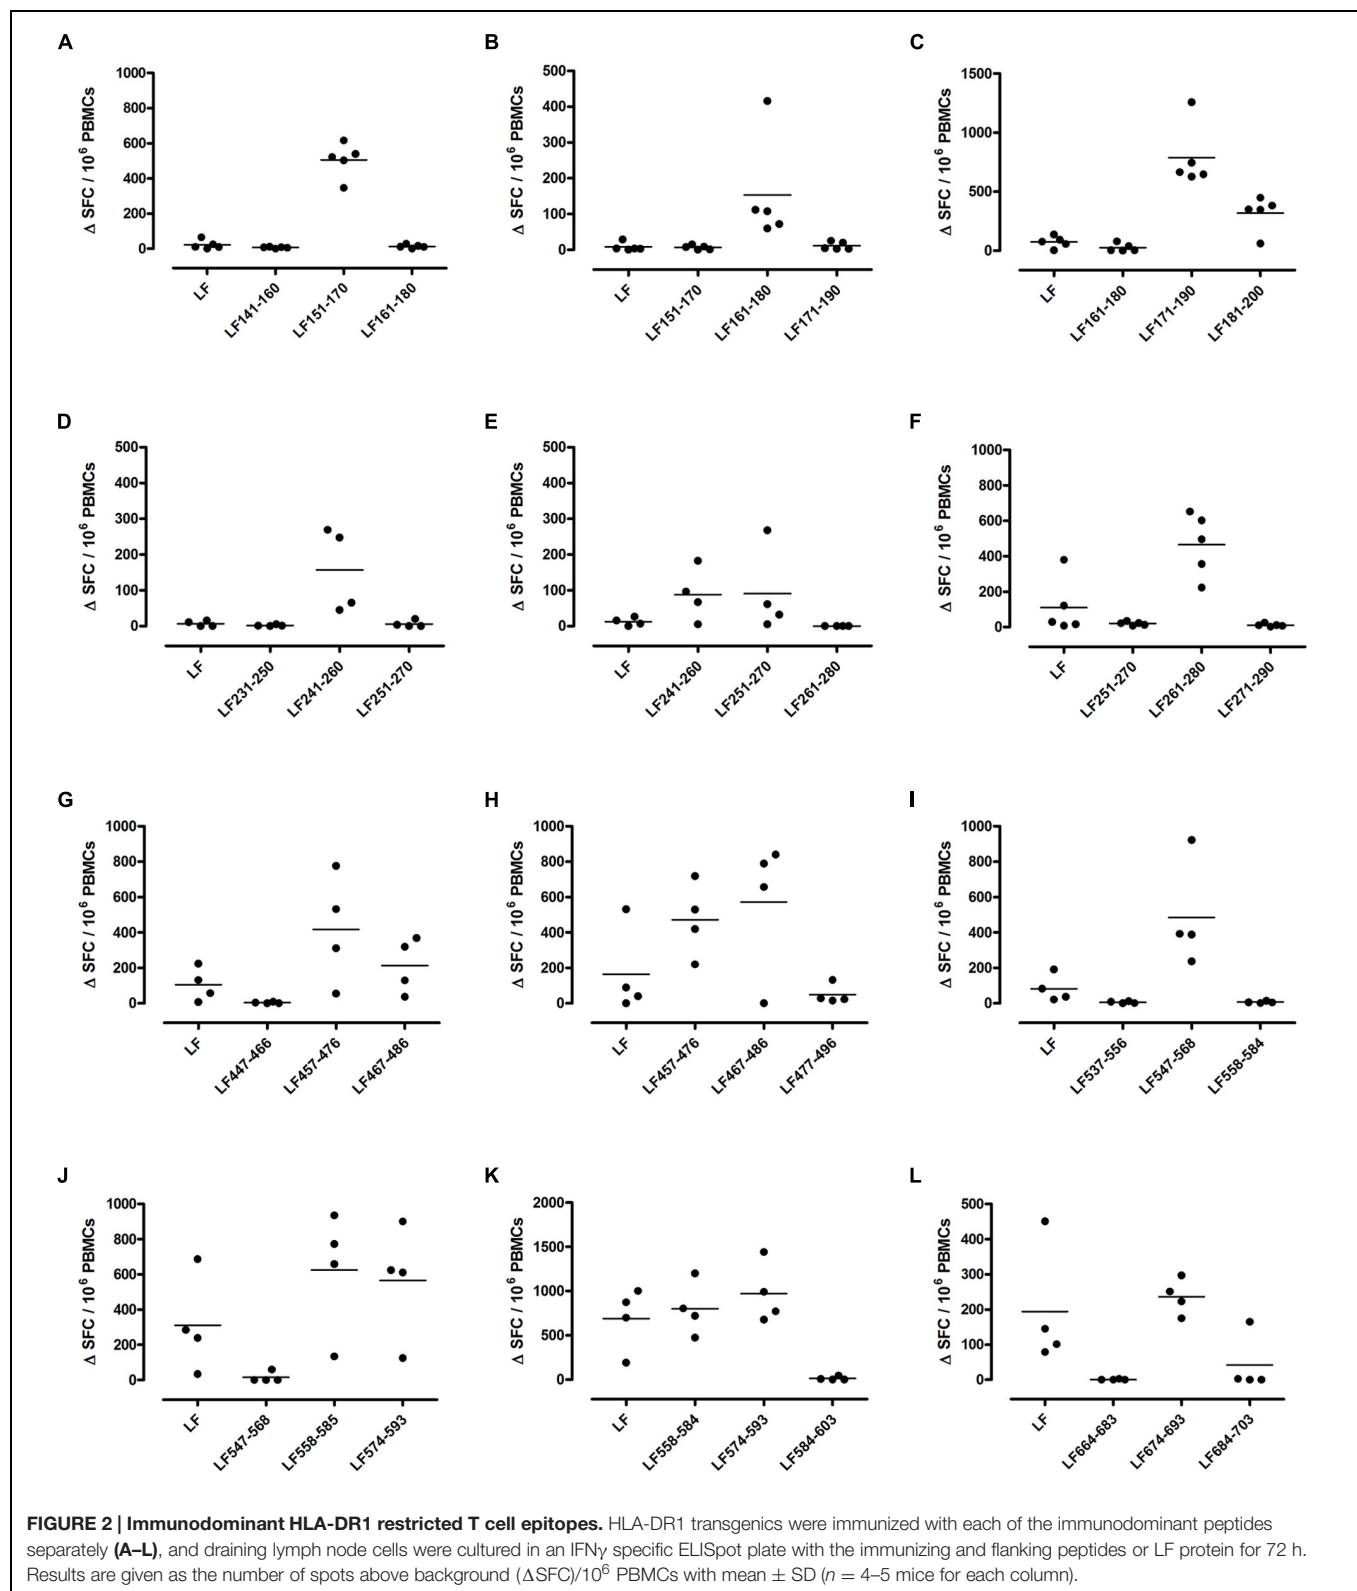 A
Δ SFC / 10⁶ PBMCs
1000
800
600
400
200
0
LF
LF141-160
LF151-170
LF161-180
B
Δ SFC / 10⁶ PBMCs
500
400
300
200
100
0
LF
LF151-170
LF161-180
LF171-190
C
Δ SFC / 10⁶ PBMCs
1500
1000
500
0
LF
LF161-180
LF171-190
LF181-200
D
Δ SFC / 10⁶ PBMCs
500
400
300
200
100
0
LF
LF231-250
LF241-260
LF251-270
E
Δ SFC / 10⁶ PBMCs
500
400
300
200
100
0
LF
LF241-260
LF251-270
LF261-280
F
Δ SFC / 10⁶ PBMCs
1000
800
600
400
200
0
LF
LF251-270
LF261-280
LF271-290
G
Δ SFC / 10⁶ PBMCs
1000
800
600
400
200
0
LF
LF447-466
LF457-476
LF467-486
H
Δ SFC / 10⁶ PBMCs
1000
800
600
400
200
0
LF
LF457-476
LF467-486
LF477-496
I
Δ SFC / 10⁶ PBMCs
1000
800
600
400
200
0
LF
LF537-556
LF547-568
LF558-584
J
Δ SFC / 10⁶ PBMCs
1000
800
600
400
200
0
LF
LF547-568
LF558-585
LF574-593
K
Δ SFC / 10⁶ PBMCs
2000
1500
1000
500
0
LF
LF558-584
LF574-593
LF584-603
L
Δ SFC / 10⁶ PBMCs
500
400
300
200
100
0
LF
LF664-683
LF674-693
LF684-703
FIGURE 2 | Immunodominant HLA-DR1 restricted T cell epitopes. HLA-DR1 transgenics were immunized with each of the immunodominant peptides
separately (A–L), and draining lymph node cells were cultured in an IFNγ specific ELISpot plate with the immunizing and flanking peptides or LF protein for 72 h.
Results are given as the number of spots above background (ΔSFC)/10⁶ PBMCs with mean ± SD (n = 4–5 mice for each column).